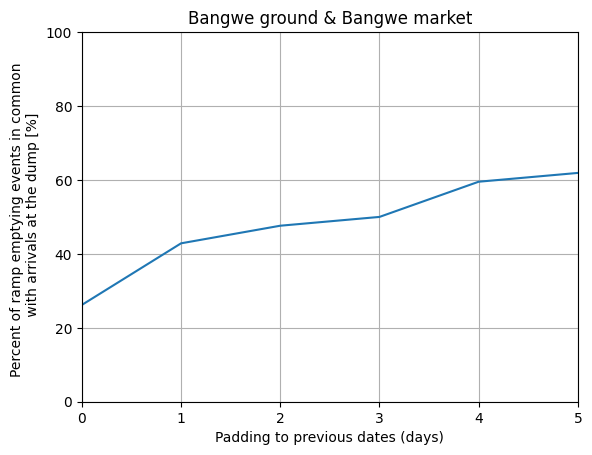 Bangwe ground & Bangwe market
Percent of ramp emptying events in common
with arrivals at the dump [%]
100
80
60
40
20
0
0 1 2 3 4 5
Padding to previous dates (days)